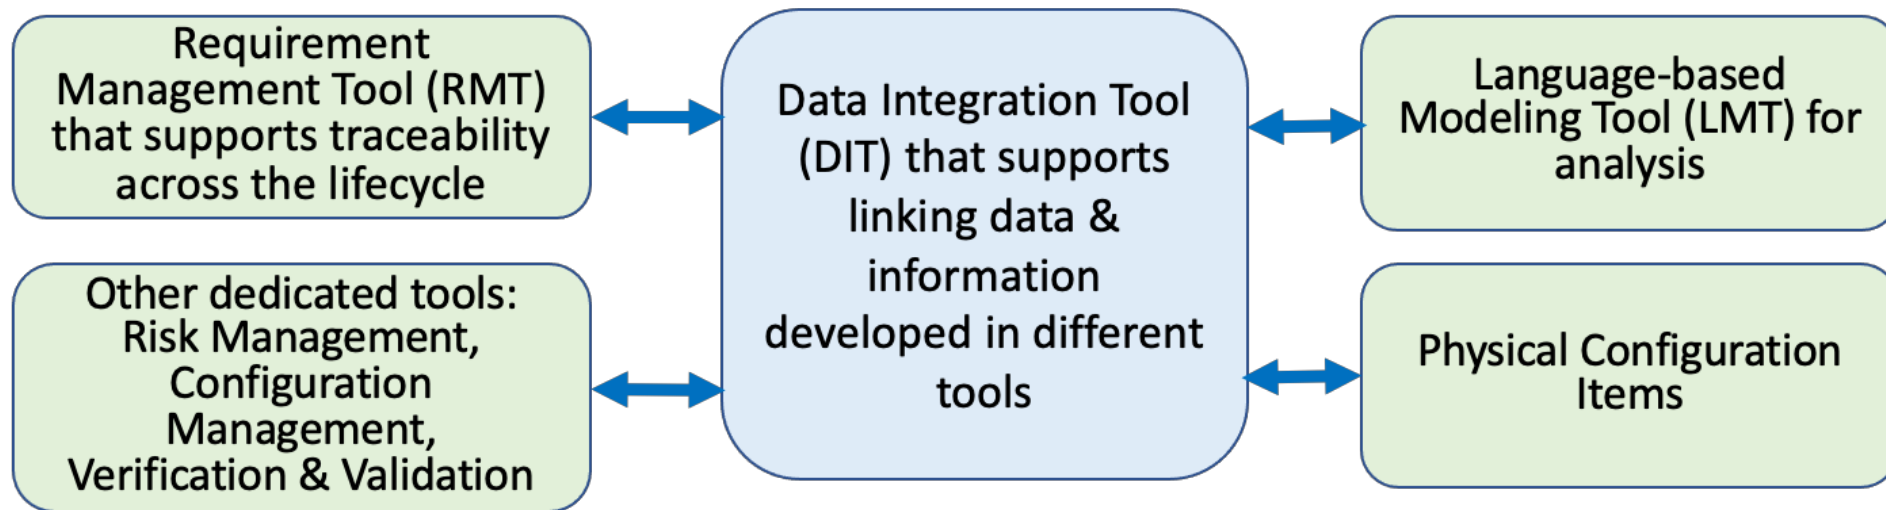 Requirement
Management Tool (RMT)
that supports traceability
across the lifecycle
Other dedicated tools:
Risk Management,
Configuration
Management,
Verification & Validation
Data Integration Tool
(DIT) that supports
linking data &
information
developed in different
tools
Language-based
Modeling Tool (LMT) for
analysis
Physical Configuration
Items